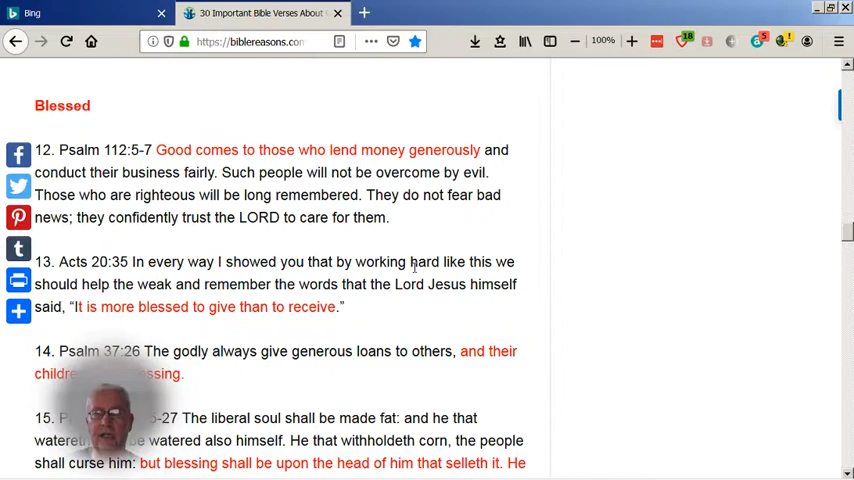 Bing
30 Important Bible Verses About
https://biblereasons.con
100%
18
5
Blessed
12. Psalm 112:5-7 Good comes to those who lend money generously and
conduct their business fairly. Such people will not be overcome by evil.
Those who are righteous will be long remembered. They do not fear bad
news; they confidently trust the LORD to care for them.
13. Acts 20:35 In every way I showed you that by working hard like this we
should help the weak and remember the words that the Lord Jesus himself
said, “It is more blessed to give than to receive.”
14. Psalm 37:26 The godly always give generous loans to others, and their
children
15. -27 The liberal soul shall be made fat: and he that
be watered also himself. He that withholdeth corn, the people
shall curse him: but blessing shall be upon the head of him that selleth it. He